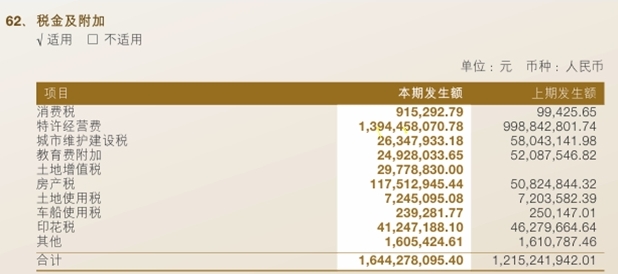 62、税金及附加
√适用 □ 不适用
单位：元 币种：人民币
项目 本期发生额 上期发生额
消费税 915,292.79 99,425.65
特许经营费 1,394,458,070.78 998,842,801.74
城市维护建设税 26,347,933.18 58,043,141.98
教育费附加 24,928,033.65 52,087,546.82
土地增值税 29,778,830.00
房产税 117,512,945.44 50,824,844.32
土地使用税 7,245,095.08 7,203,582.39
车船使用税 239,281.77 250,147.01
印花税 41,247,188.10 46,279,664.64
其他 1,605,424.61 1,610,787.46
合计 1,644,278,095.40 1,215,241,942.01